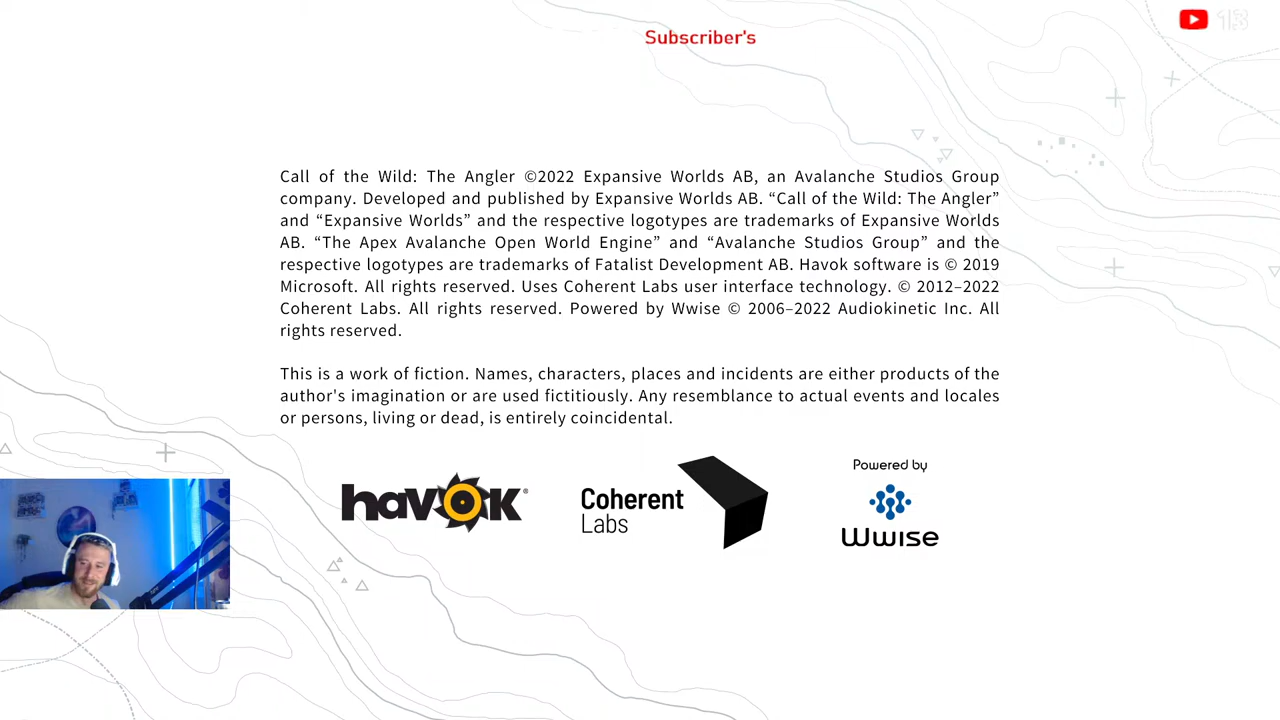 Subscriber's
13
Call of the Wild: The Angler ©2022 Expansive Worlds AB, an Avalanche Studios Group
company. Developed and published by Expansive Worlds AB. “Call of the Wild: The Angler”
and “Expansive Worlds” and the respective logotypes are trademarks of Expansive Worlds
AB. “The Apex Avalanche Open World Engine” and “Avalanche Studios Group” and the
respective logotypes are trademarks of Fatalist Development AB. Havok software is © 2019
Microsoft. All rights reserved. Uses Coherent Labs user interface technology. © 2012–2022
Coherent Labs. All rights reserved. Powered by Wwise © 2006–2022 Audiokinetic Inc. All
rights reserved.
This is a work of fiction. Names, characters, places and incidents are either products of the
author's imagination or are used fictitiously. Any resemblance to actual events and locales
or persons, living or dead, is entirely coincidental.
havok®
Coherent
Labs
Powered by
Wwise